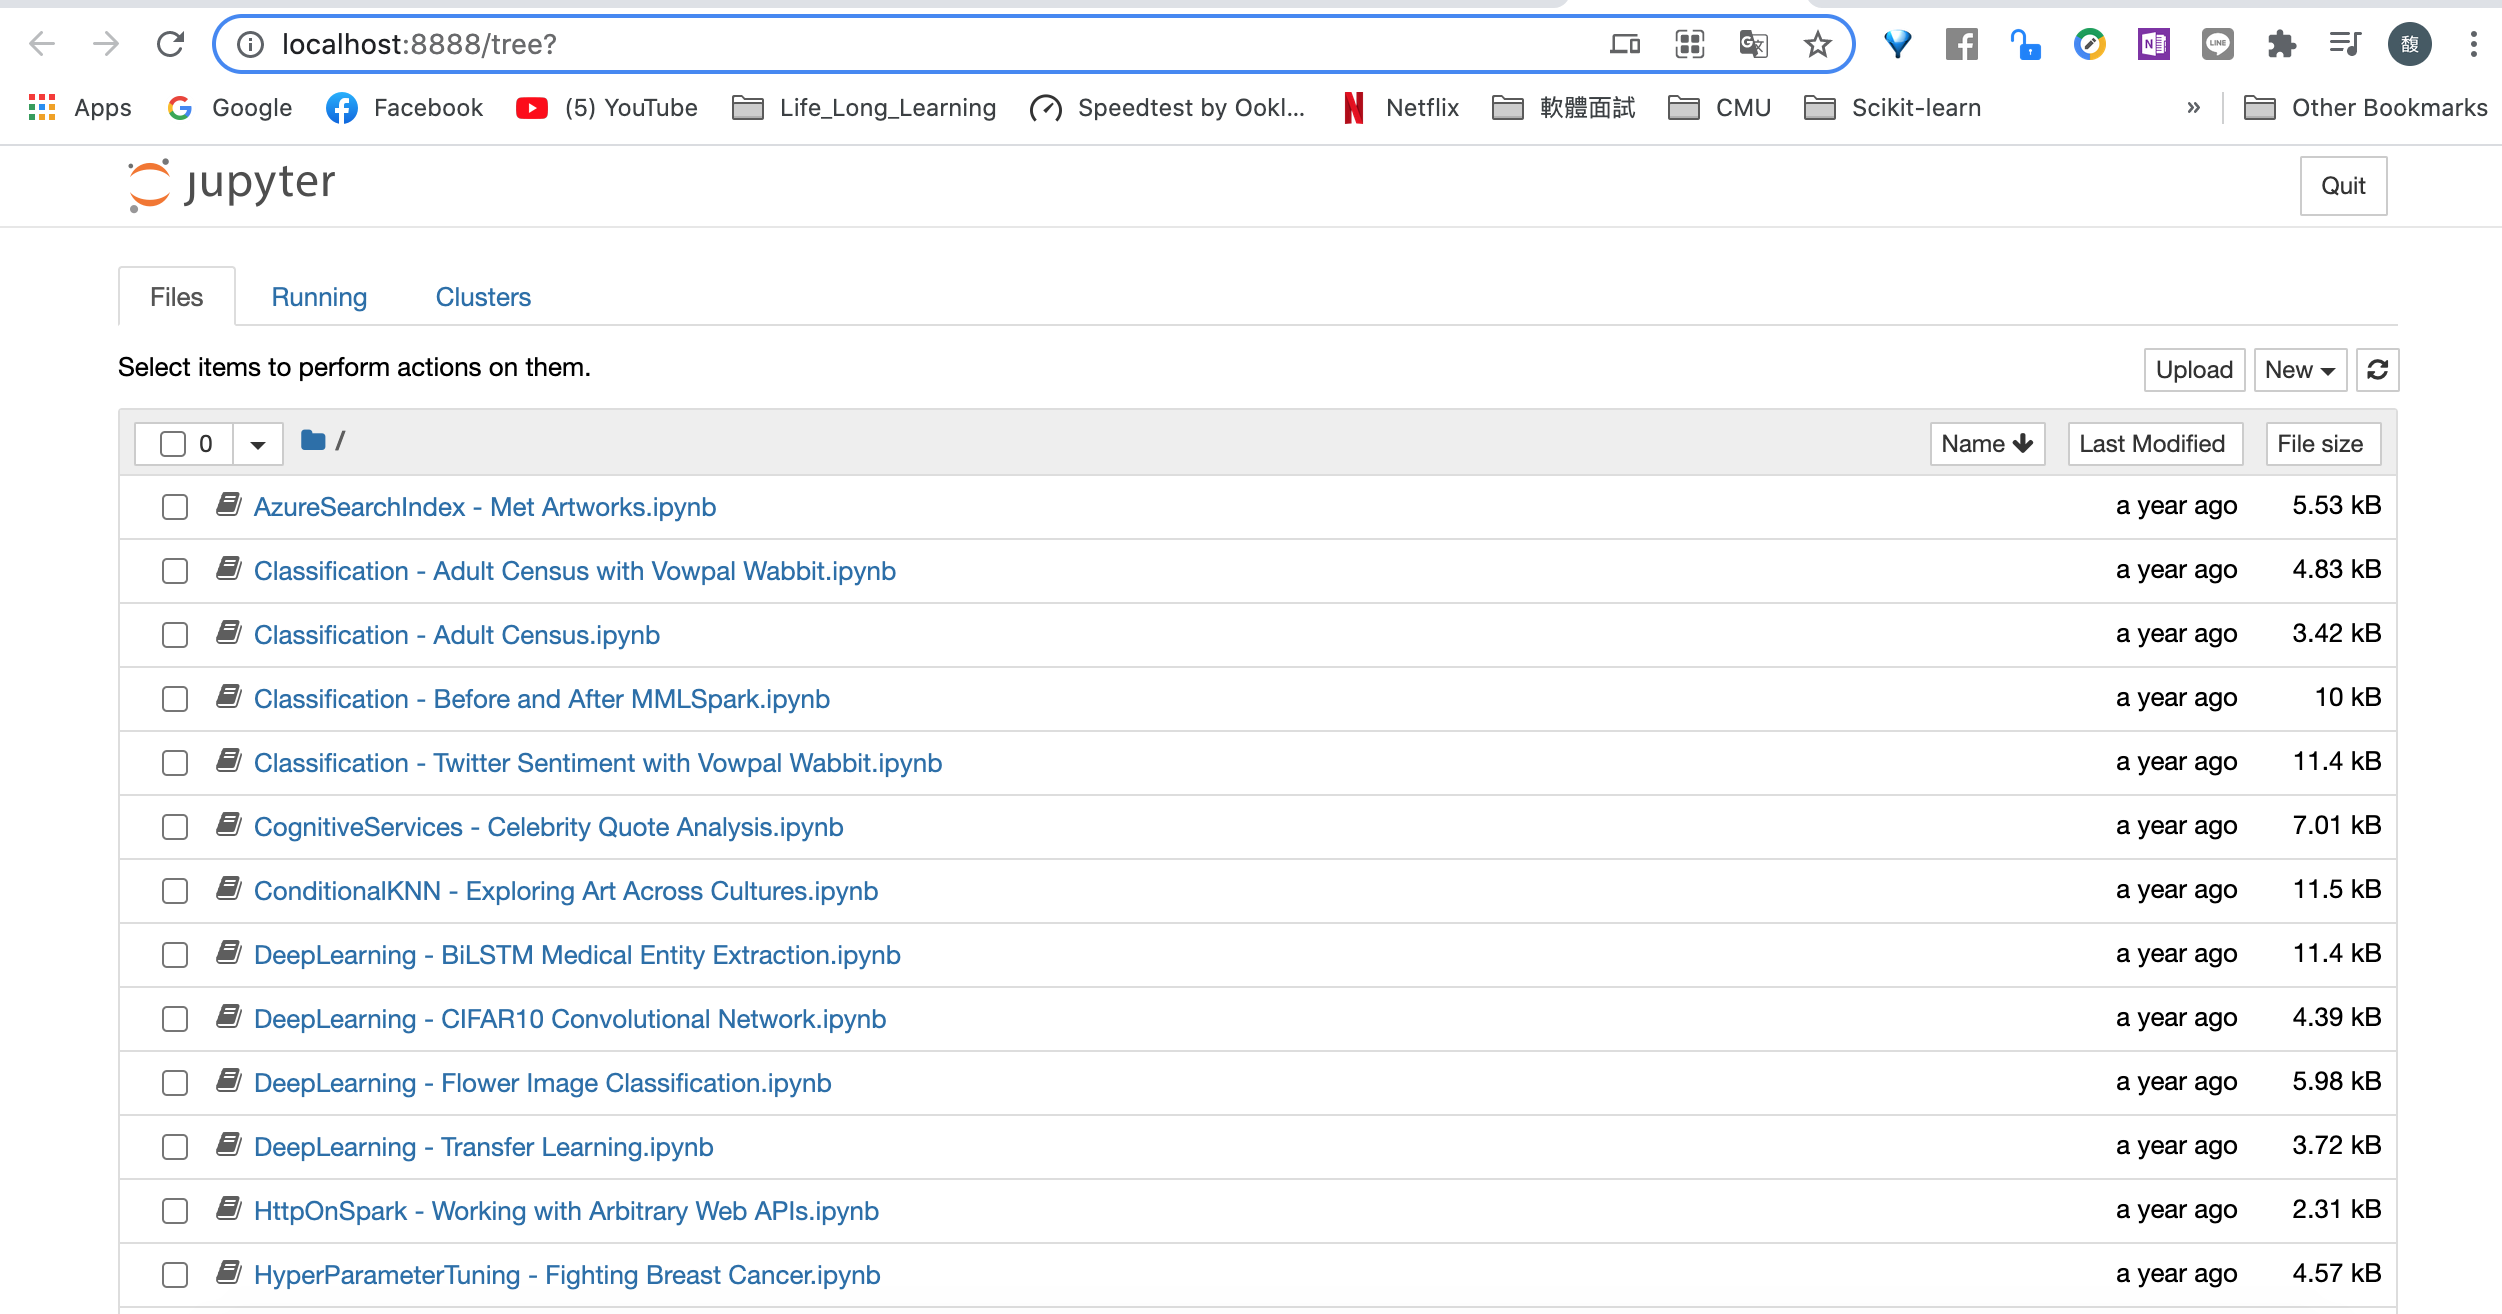 localhost:8888/tree?
馥
Apps Google Facebook (5) YouTube Life_Long_Learning Speedtest by Ookl... Netflix 軟體面試 CMU Scikit-learn » Other Bookmarks
jupyter Quit
Files Running Clusters
Select items to perform actions on them. Upload New
0 / Name Last Modified File size
AzureSearchIndex - Met Artworks.ipynb a year ago 5.53 kB
Classification - Adult Census with Vowpal Wabbit.ipynb a year ago 4.83 kB
Classification - Adult Census.ipynb a year ago 3.42 kB
Classification - Before and After MMLSpark.ipynb a year ago 10 kB
Classification - Twitter Sentiment with Vowpal Wabbit.ipynb a year ago 11.4 kB
CognitiveServices - Celebrity Quote Analysis.ipynb a year ago 7.01 kB
ConditionalKNN - Exploring Art Across Cultures.ipynb a year ago 11.5 kB
DeepLearning - BiLSTM Medical Entity Extraction.ipynb a year ago 11.4 kB
DeepLearning - CIFAR10 Convolutional Network.ipynb a year ago 4.39 kB
DeepLearning - Flower Image Classification.ipynb a year ago 5.98 kB
DeepLearning - Transfer Learning.ipynb a year ago 3.72 kB
HttpOnSpark - Working with Arbitrary Web APIs.ipynb a year ago 2.31 kB
HyperParameterTuning - Fighting Breast Cancer.ipynb a year ago 4.57 kB